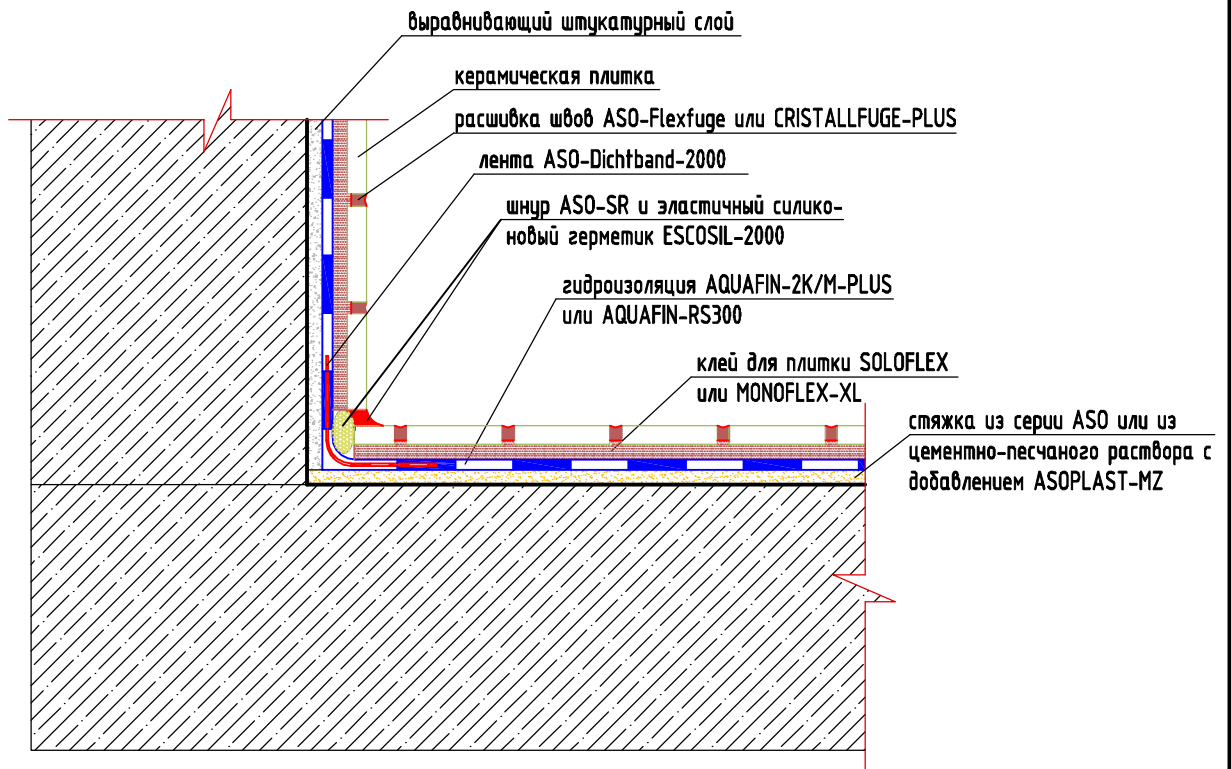 выравнивающий штукатурный слой
керамическая плитка
расшивка швов ASO-Flexfuge или CRISTALLFUGE-PLUS
лента ASO-Dichtband-2000
шнур ASO-SR и эластичный силико-
новый герметик ESCOSIL-2000
гидроизоляция AQUAFIN-2K/M-PLUS
или AQUAFIN-RS300
клей для плитки SOLOFLEX
или MONOFLEX-XL
стяжка из серии ASO или из
цементно-песчаного раствора с
добавлением ASOPLAST-MZ